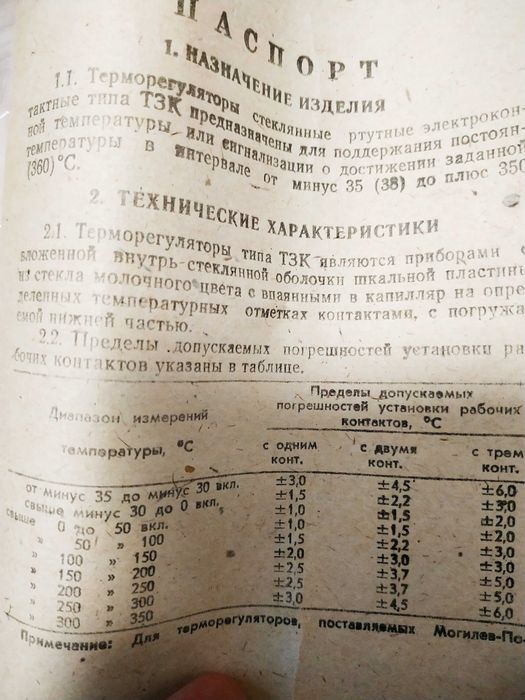 ПАСПОРТ
1. НАЗНАЧЕНИЕ ИЗДЕЛИЯ
1.1. Терморегуляторы стеклянные ртутные электрокон-
тактные типа ТЗК предназначены для поддержания постоян-
ной температуры или сигнализации о достижении заданной
температуры в интервале от минус 35 (38) до плюс 350
(360) °С.
2. ТЕХНИЧЕСКИЕ ХАРАКТЕРИСТИКИ
2.1. Терморегуляторы типа ТЗК являются приборами с
вложенной внутрь стеклянной оболочки шкальной пластин
из стекла молочного цвета с впаянными в капилляр на опре
деленных температурных отметках контактами, с погружа
емой нижней частью.
2.2. Пределы допускаемых погрешностей установки ра
бочих контактов указаны в таблице.
Диапазон измерений температуры, °С
Пределы допускаемых
погрешностей установки рабочих
контактов, °С
с одним конт.
с двумя конт.
с трем конт.
от минус 35 до минус 30 вкл. ±3,0 ±4,5 ±6,0
свыше минус 30 до 0 вкл. ±1,5 ±2,2 ±3,0
свыше 0 до 50 вкл. ±1,0 ±1,5 ±2,0
» 50 » 100 ±1,0 ±1,5 ±2,0
» 100 » 150 ±1,5 ±2,2 ±3,0
» 150 » 200 ±2,0 ±3,0 ±3,0
» 200 » 250 ±2,5 ±3,7 ±5,0
» 250 » 300 ±2,5 ±3,7 ±5,0
» 300 » 350 ±3,0 ±4,5 ±6,0
Примечание: Для терморегуляторов, поставляемых Могилев-По-